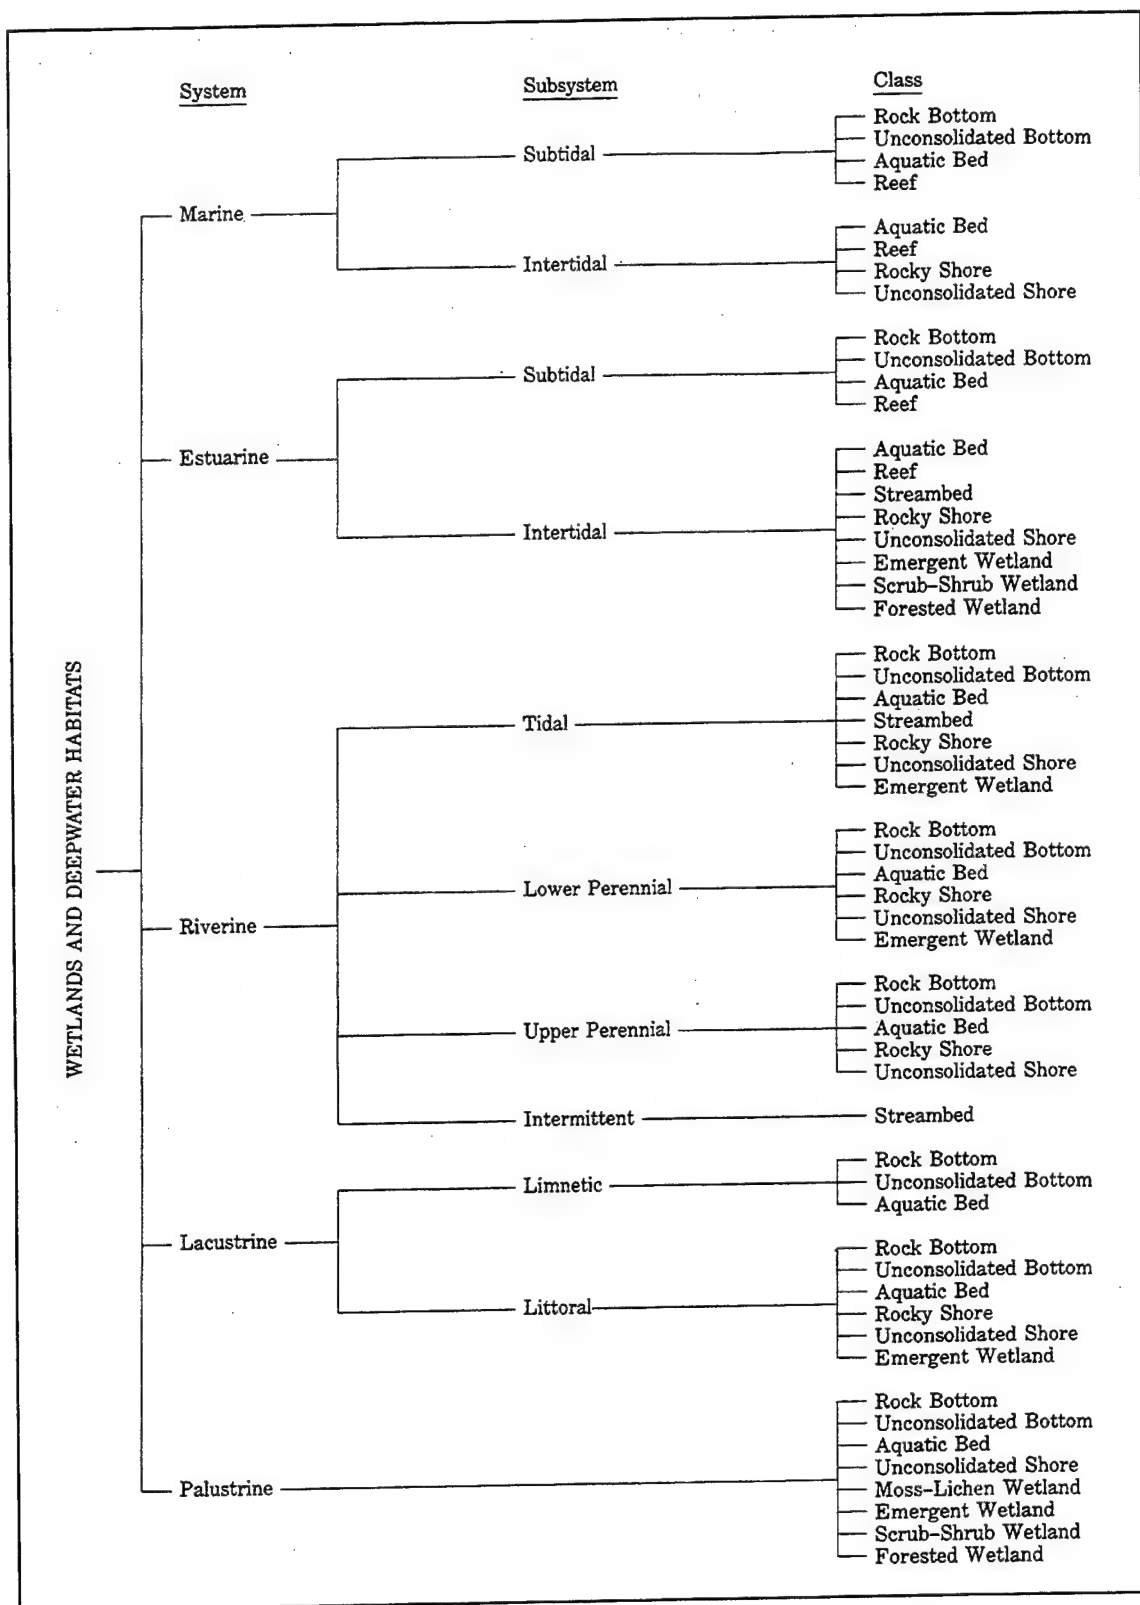 System
Subsystem
Class
WETLANDS AND DEEPWATER HABITATS
Marine
Subtidal
Rock Bottom
Unconsolidated Bottom
Aquatic Bed
Reef
Intertidal
Aquatic Bed
Reef
Rocky Shore
Unconsolidated Shore
Estuarine
Subtidal
Rock Bottom
Unconsolidated Bottom
Aquatic Bed
Reef
Intertidal
Aquatic Bed
Reef
Streambed
Rocky Shore
Unconsolidated Shore
Emergent Wetland
Scrub–Shrub Wetland
Forested Wetland
Riverine
Tidal
Rock Bottom
Unconsolidated Bottom
Aquatic Bed
Streambed
Rocky Shore
Unconsolidated Shore
Emergent Wetland
Lower Perennial
Rock Bottom
Unconsolidated Bottom
Aquatic Bed
Rocky Shore
Unconsolidated Shore
Emergent Wetland
Upper Perennial
Rock Bottom
Unconsolidated Bottom
Aquatic Bed
Rocky Shore
Unconsolidated Shore
Intermittent
Streambed
Lacustrine
Limnetic
Rock Bottom
Unconsolidated Bottom
Aquatic Bed
Littoral
Rock Bottom
Unconsolidated Bottom
Aquatic Bed
Rocky Shore
Unconsolidated Shore
Emergent Wetland
Palustrine
Rock Bottom
Unconsolidated Bottom
Aquatic Bed
Unconsolidated Shore
Moss–Lichen Wetland
Emergent Wetland
Scrub–Shrub Wetland
Forested Wetland